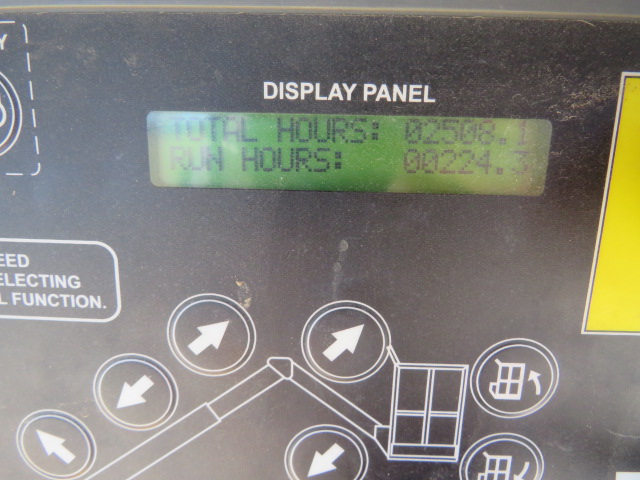 Y
DISPLAY PANEL
TOTAL HOURS: 02508.1
RUN HOURS: 00224.3
EED
ELECTING
L FUNCTION.